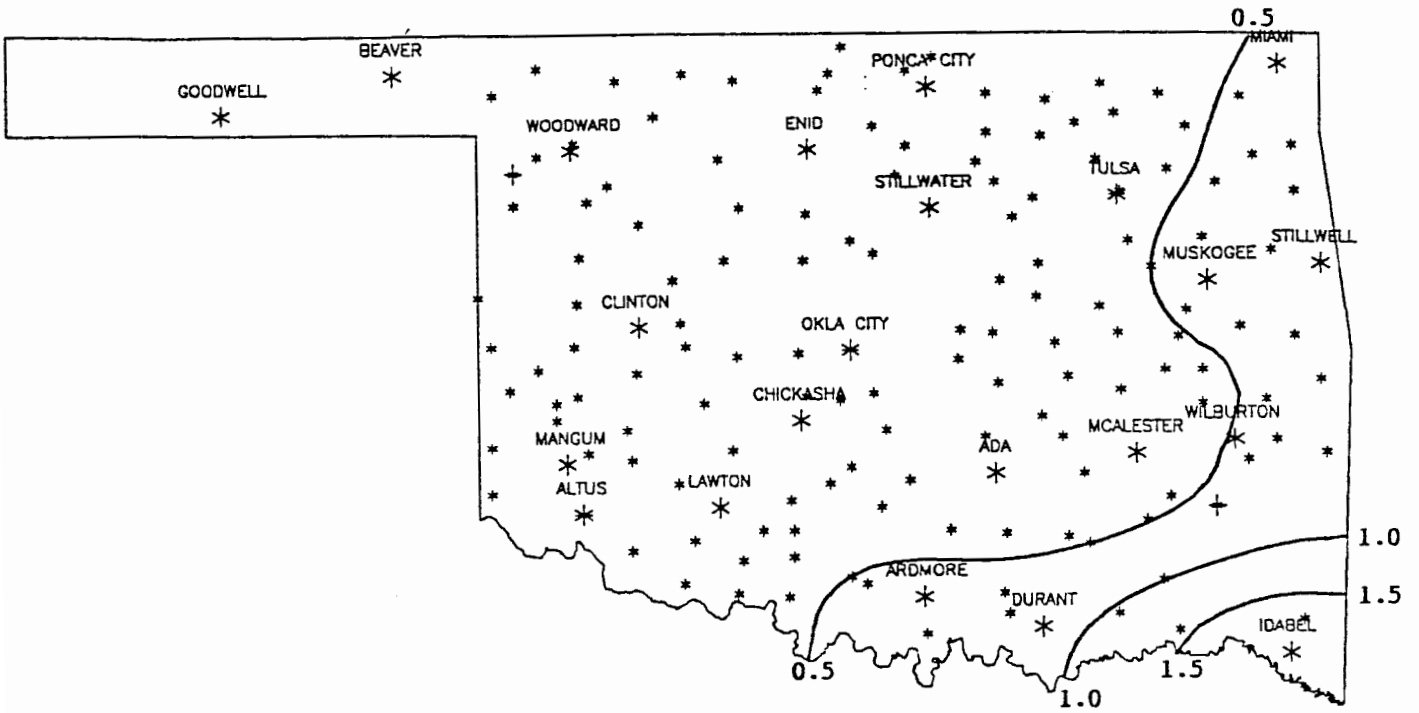 0.5
MIAMI
BEAVER
PONCA CITY
GOODWELL
WOODWARD
ENID
TULSA
STILLWATER
STILLWELL
MUSKOGEE
CLINTON
OKLA CITY
CHICKASHA
WILBURTON
MCALESTER
MANGUM
ADA
LAWTON
ALTUS
1.0
ARDMORE
DURANT
1.5
IDABEL
0.5
1.5
1.0